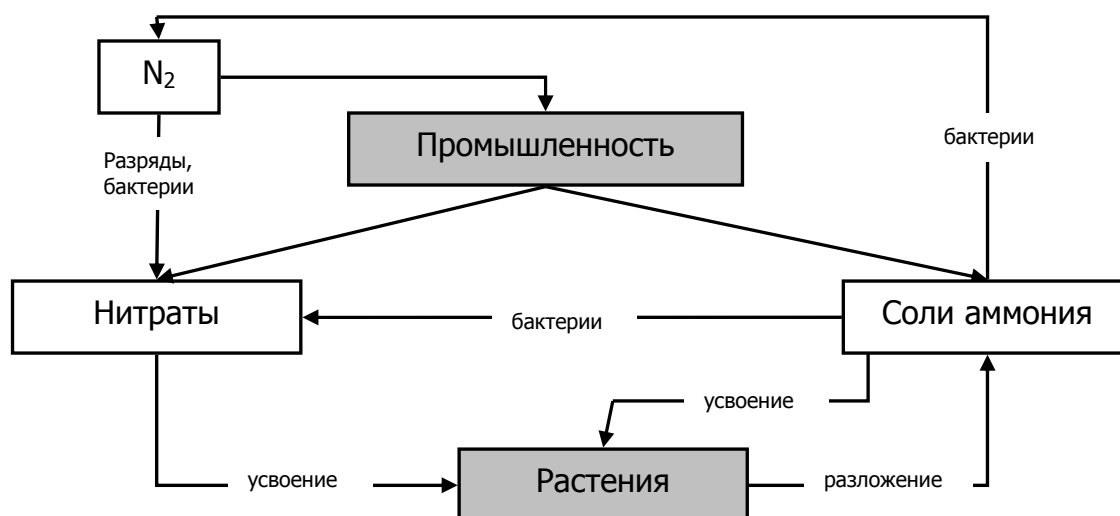 N₂
Промышленность
Разряды,
бактерии
бактерии
Нитраты
бактерии
Соли аммония
усвоение
усвоение
Растения
разложение